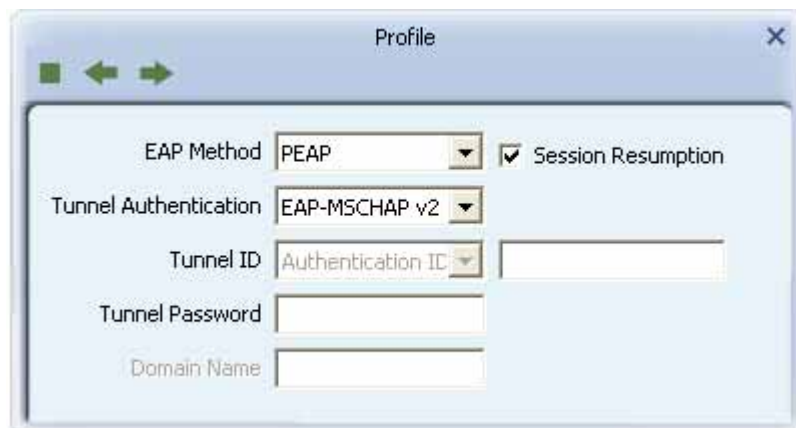 Profile
EAP Method PEAP Session Resumption
Tunnel Authentication EAP-MSCHAP v2
Tunnel ID Authentication ID
Tunnel Password
Domain Name